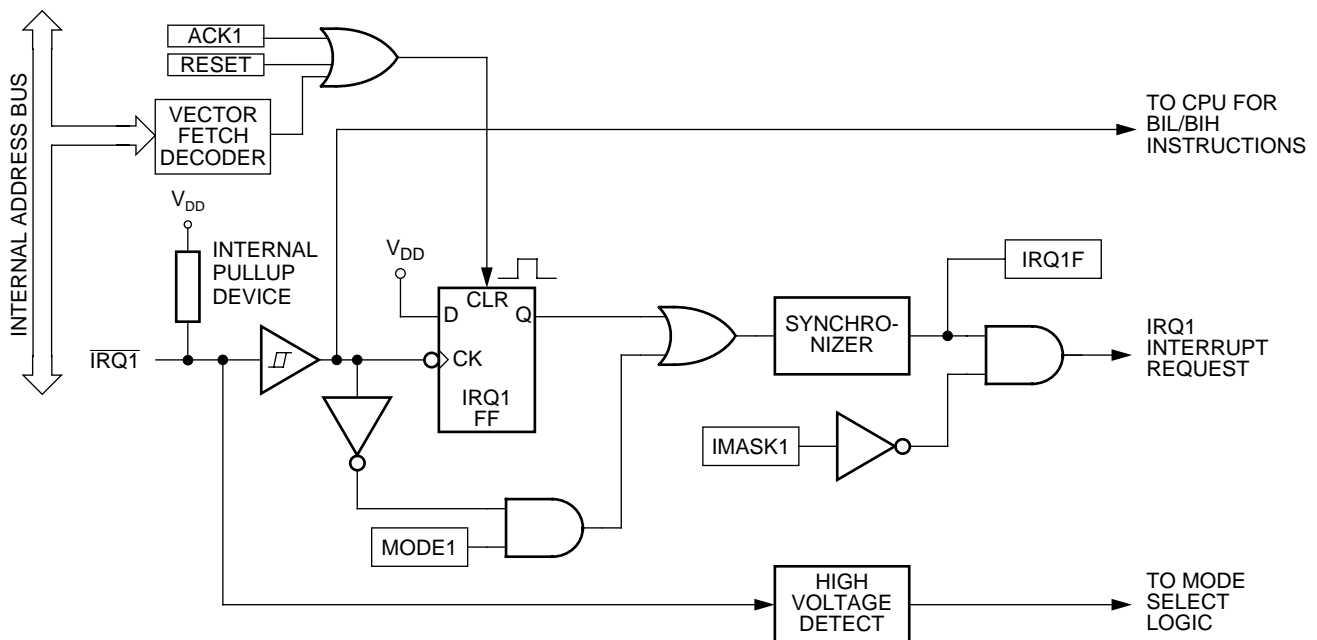 INTERNAL ADDRESS BUS
ACK1
RESET
VECTOR
FETCH
DECODER
TO CPU FOR
BIL/BIH
INSTRUCTIONS
VDD
INTERNAL
PULLUP
DEVICE
VDD
CLR
D
Q
CK
IRQ1
FF
IRQ1
SYNCHRO-
NIZER
IRQ1F
IRQ1
INTERRUPT
REQUEST
IMASK1
MODE1
HIGH
VOLTAGE
DETECT
TO MODE
SELECT
LOGIC